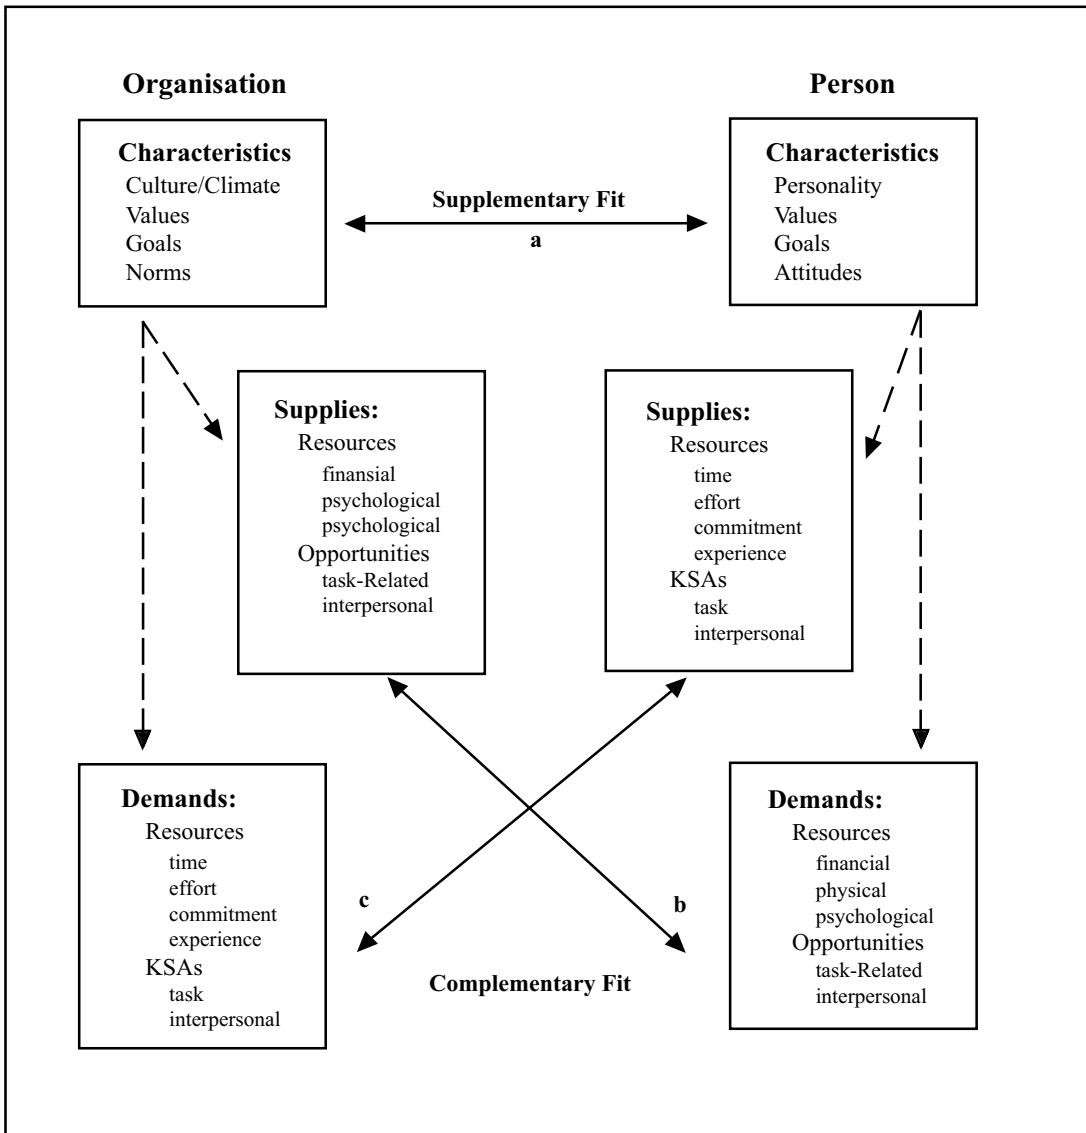 Organisation
Person
Characteristics
Culture/Climate
Values
Goals
Norms
Supplementary Fit
a
Characteristics
Personality
Values
Goals
Attitudes
Supplies:
Resources
finansial
psychological
psychological
Opportunities
task-Related
interpersonal
Supplies:
Resources
time
effort
commitment
experience
KSAs
task
interpersonal
Demands:
Resources
time
effort
commitment
experience
KSAs
task
interpersonal
c
b
Complementary Fit
Demands:
Resources
financial
physical
psychological
Opportunities
task-Related
interpersonal